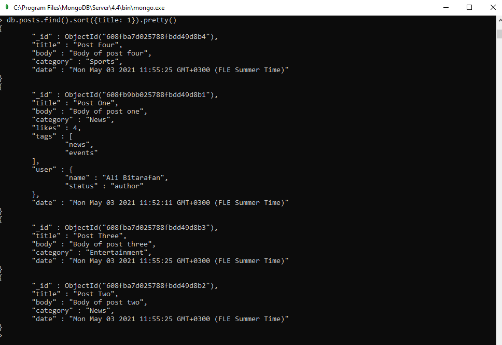 C:\Program Files\MongoDB\Server\4.4\bin\mongo.exe
> db.posts.find().sort({title: 1}).pretty()
{
"_id" : ObjectId("608fba7d025788fbdd49d8b4"),
"title" : "Post Four",
"body" : "Body of post four",
"category" : "Sports",
"date" : "Mon May 03 2021 11:55:25 GMT+0300 (FLE Summer Time)"
}
{
"_id" : ObjectId("608fb9bb025788fbdd49d8b1"),
"title" : "Post One",
"body" : "Body of post one",
"category" : "News",
"likes" : 4,
"tags" : [
"news",
"events"
],
"user" : {
"name" : "Ali Bitarafan",
"status" : "author"
},
"date" : "Mon May 03 2021 11:52:11 GMT+0300 (FLE Summer Time)"
}
{
"_id" : ObjectId("608fba7d025788fbdd49d8b3"),
"title" : "Post Three",
"body" : "Body of post three",
"category" : "Entertainment",
"date" : "Mon May 03 2021 11:55:25 GMT+0300 (FLE Summer Time)"
}
{
"_id" : ObjectId("608fba7d025788fbdd49d8b2"),
"title" : "Post Two",
"body" : "Body of post two",
"category" : "News",
"date" : "Mon May 03 2021 11:55:25 GMT+0300 (FLE Summer Time)"
}
>